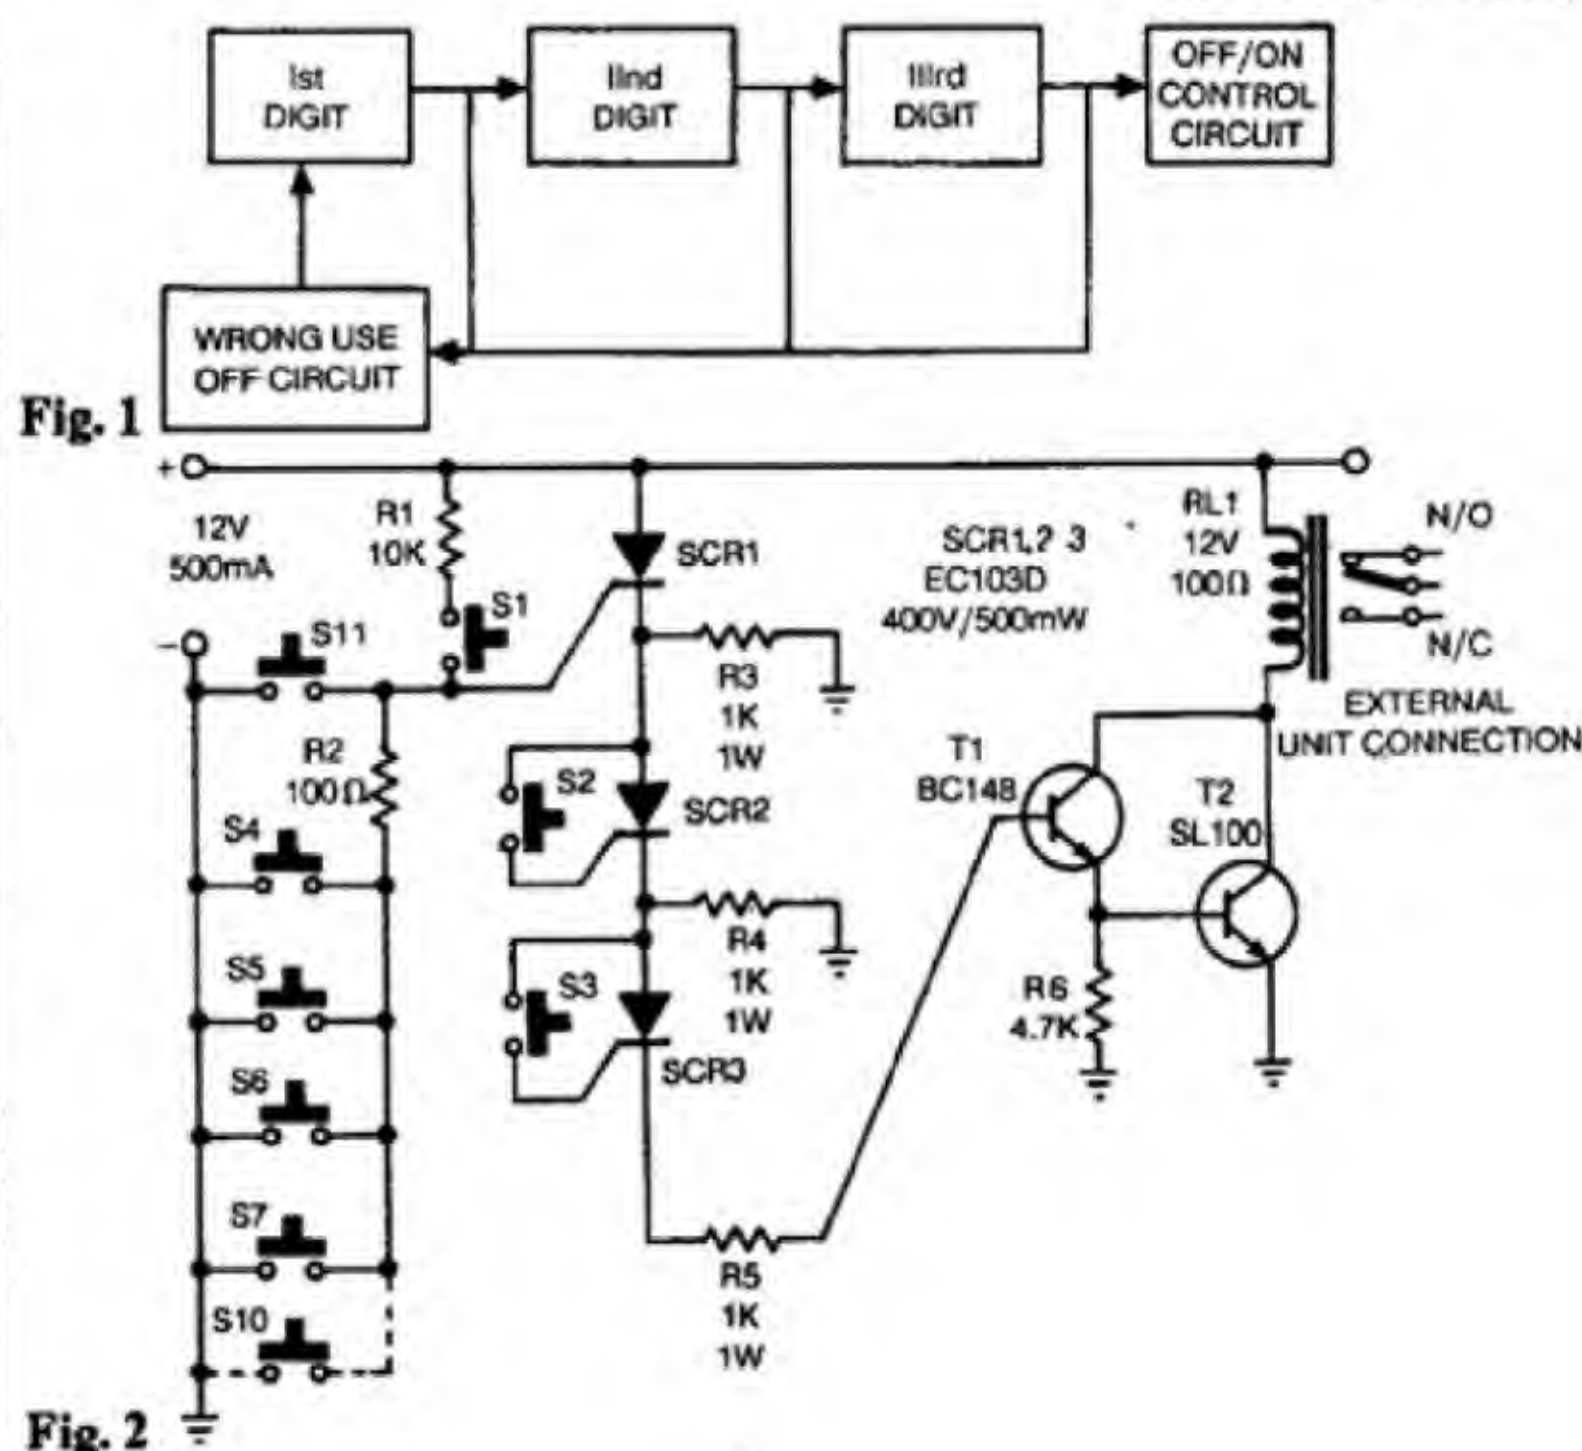 Ist
DIGIT
IInd
DIGIT
IIIrd
DIGIT
OFF/ON
CONTROL
CIRCUIT
WRONG USE
OFF CIRCUIT
Fig. 1
+
12V
500mA
−
R1
10K
S1
SCR1
SCR1,2 3
EC103D
400V/500mW
RL1
12V
100Ω
N/O
N/C
EXTERNAL
UNIT CONNECTION
S11
R2
100Ω
R3
1K
1W
S2
SCR2
T1
BC148
T2
SL100
S4
R4
1K
1W
S5
S3
SCR3
R6
4.7K
S6
S7
R5
1K
1W
S10
Fig. 2